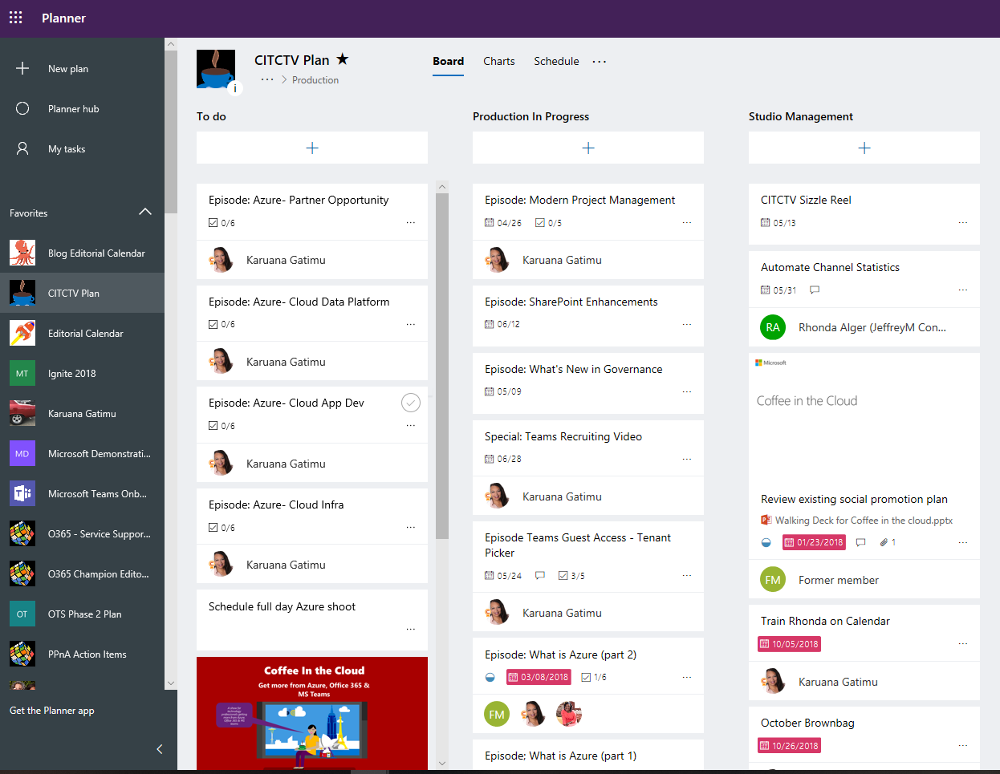 Planner
New plan
Planner hub
My tasks
Favorites
Blog Editorial Calendar
CITCTV Plan
Editorial Calendar
MT
Ignite 2018
Karuana Gatimu
MD
Microsoft Demonstrati...
Microsoft Teams Onb...
O365 - Service Suppor...
O365 Champion Edito...
OT
OTS Phase 2 Plan
PPnA Action Items
Get the Planner app
CITCTV Plan ★
... > Production
i
Board
Charts
Schedule
...
To do
Episode: Azure- Partner Opportunity
0/6
...
Karuana Gatimu
Episode: Azure- Cloud Data Platform
0/6
...
Karuana Gatimu
Episode: Azure- Cloud App Dev
0/6
...
Karuana Gatimu
Episode: Azure- Cloud Infra
0/6
...
Karuana Gatimu
Schedule full day Azure shoot
...
Coffee In the Cloud
Get more from Azure, Office 365 &
MS Teams
Production In Progress
Episode: Modern Project Management
04/26 0/5
...
Karuana Gatimu
Episode: SharePoint Enhancements
06/12
...
Episode: What's New in Governance
05/09
...
Special: Teams Recruiting Video
06/28
...
Karuana Gatimu
Episode Teams Guest Access - Tenant
Picker
05/24 3/5
...
Karuana Gatimu
Episode: What is Azure (part 2)
03/08/2018 1/6
...
FM
Episode; What is Azure (part 1)
Studio Management
CITCTV Sizzle Reel
05/13
...
Automate Channel Statistics
05/31
...
RA
Rhonda Alger (JeffreyM Con...
Microsoft
Coffee in the Cloud
Review existing social promotion plan
Walking Deck for Coffee in the cloud.pptx
01/23/2018 1
...
FM
Former member
Train Rhonda on Calendar
10/05/2018
...
Karuana Gatimu
October Brownbag
10/26/2018
...